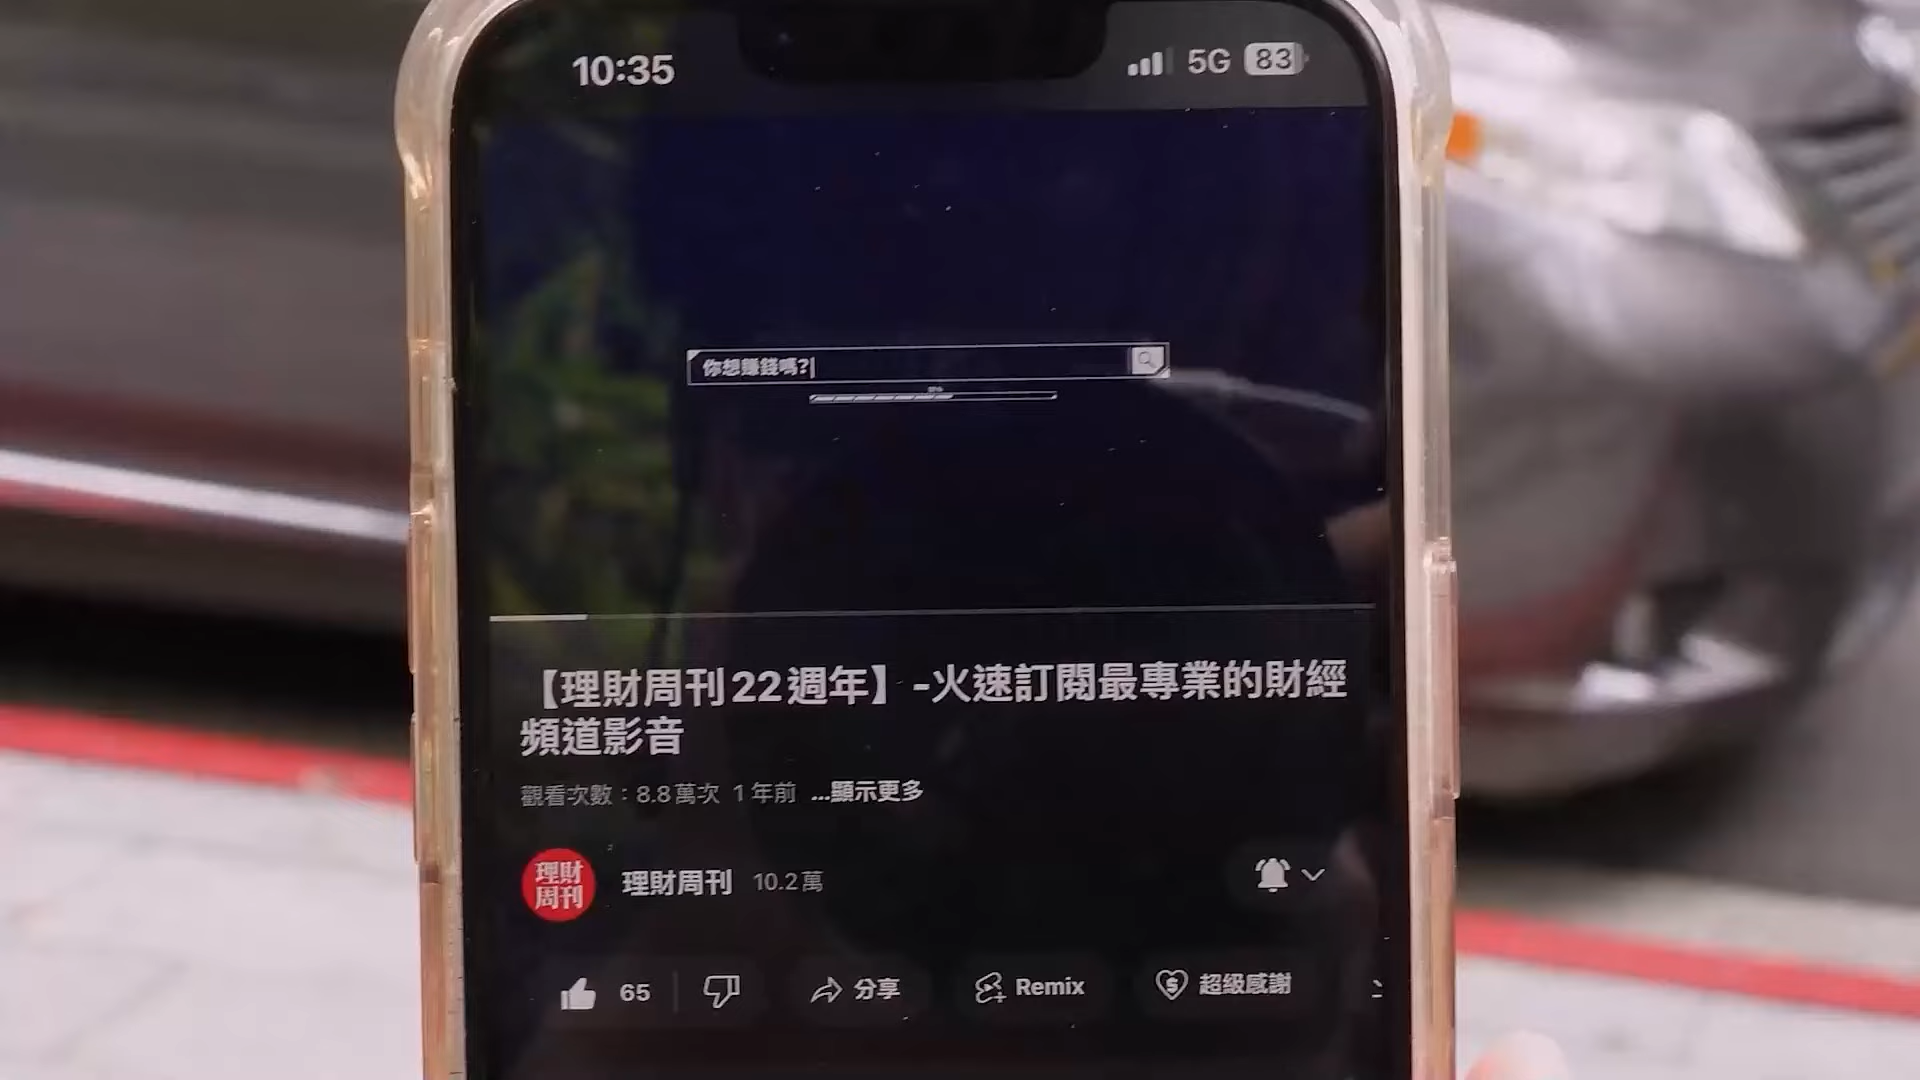 10:35
5G 83
你想賺錢嗎?
【理財周刊22週年】-火速訂閱最專業的財經
頻道影音
觀看次數：8.8萬次 1年前 ...顯示更多
理財
周刊
理財周刊 10.2萬
65 分享 Remix 超級感謝